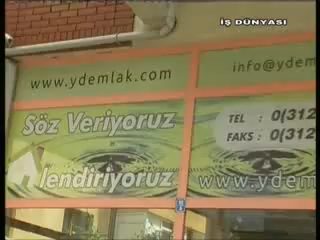 İŞ DÜNYASI
www.ydemlak.com
info@ydem
Söz Veriyoruz
TEL : 0(312
FAKS : 0(312
lendiriyoruz
www.ydem